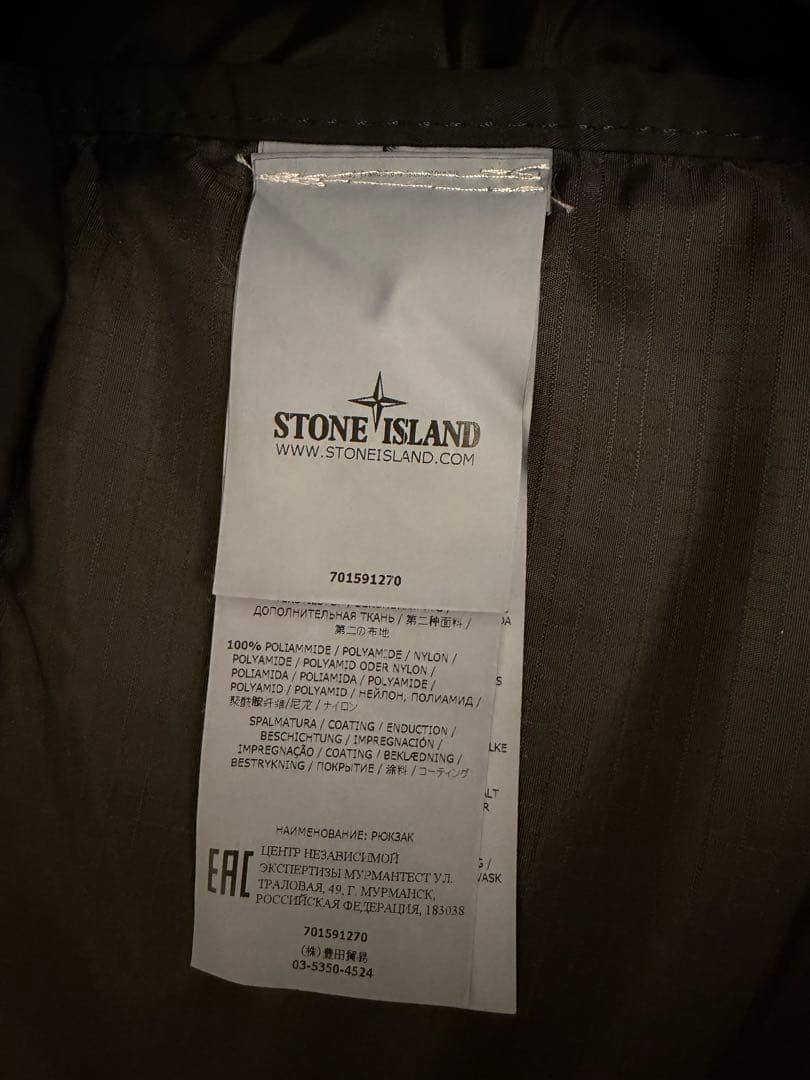 STONE ISLAND
WWW.STONEISLAND.COM
701591270
ДОПОЛНИТЕЛЬНАЯ ТКАНЬ / 第二种面料 /
第二の布地
100% POLIAMMIDE / POLYAMIDE / NYLON /
POLYAMIDE / POLYAMID ODER NYLON /
POLIAMIDA / POLIAMIDA / POLYAMIDE /
POLYAMID / POLYAMID / НЕЙЛОН, ПОЛИАМИД /
聚酰胺纤维/尼龙 / ナイロン
SPALMATURA / COATING / ENDUCTION /
BESCHICHTUNG / IMPREGNACIÓN /
IMPREGNAÇÃO / COATING / BEKLÆDNING /
BESTRYKNING / ПОКРЫТИЕ / 涂料 / コーティング
НАИМЕНОВАНИЕ: РЮКЗАК
EAC
ЦЕНТР НЕЗАВИСИМОЙ
ЭКСПЕРТИЗЫ МУРМАНТЕСТ УЛ.
ТРАЛОВАЯ, 49, Г. МУРМАНСК,
РОССИЙСКАЯ ФЕДЕРАЦИЯ, 183038
701591270
(株)豊田貿易
03-5350-4524